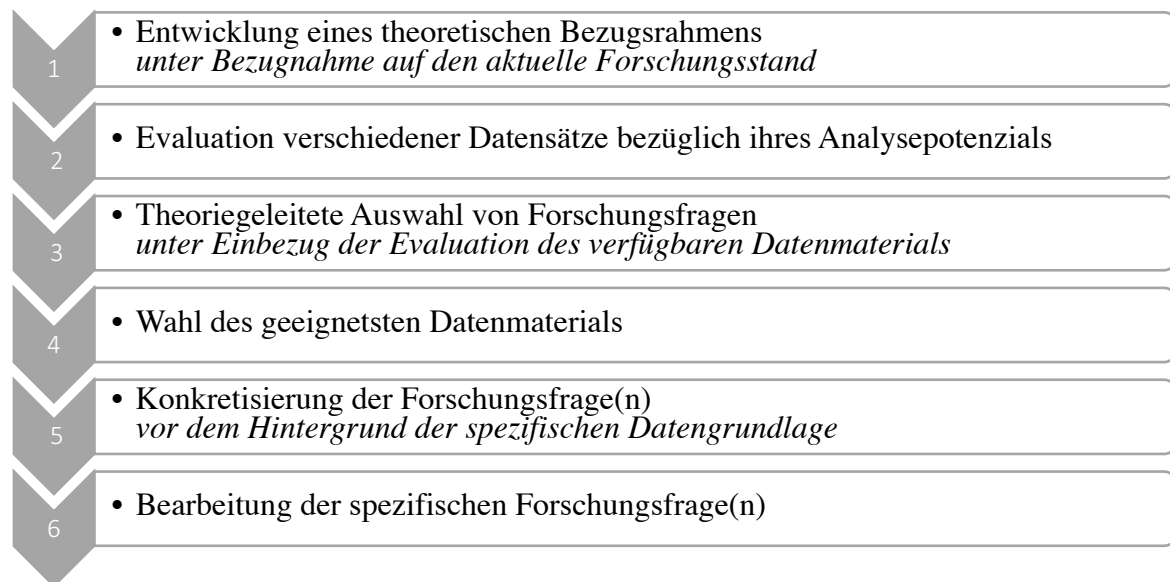 1
• Entwicklung eines theoretischen Bezugsrahmens
unter Bezugnahme auf den aktuelle Forschungsstand
2
• Evaluation verschiedener Datensätze bezüglich ihres Analysepotenzials
3
• Theoriegeleitete Auswahl von Forschungsfragen
unter Einbezug der Evaluation des verfügbaren Datenmaterials
4
• Wahl des geeignetsten Datenmaterials
5
• Konkretisierung der Forschungsfrage(n)
vor dem Hintergrund der spezifischen Datengrundlage
6
• Bearbeitung der spezifischen Forschungsfrage(n)